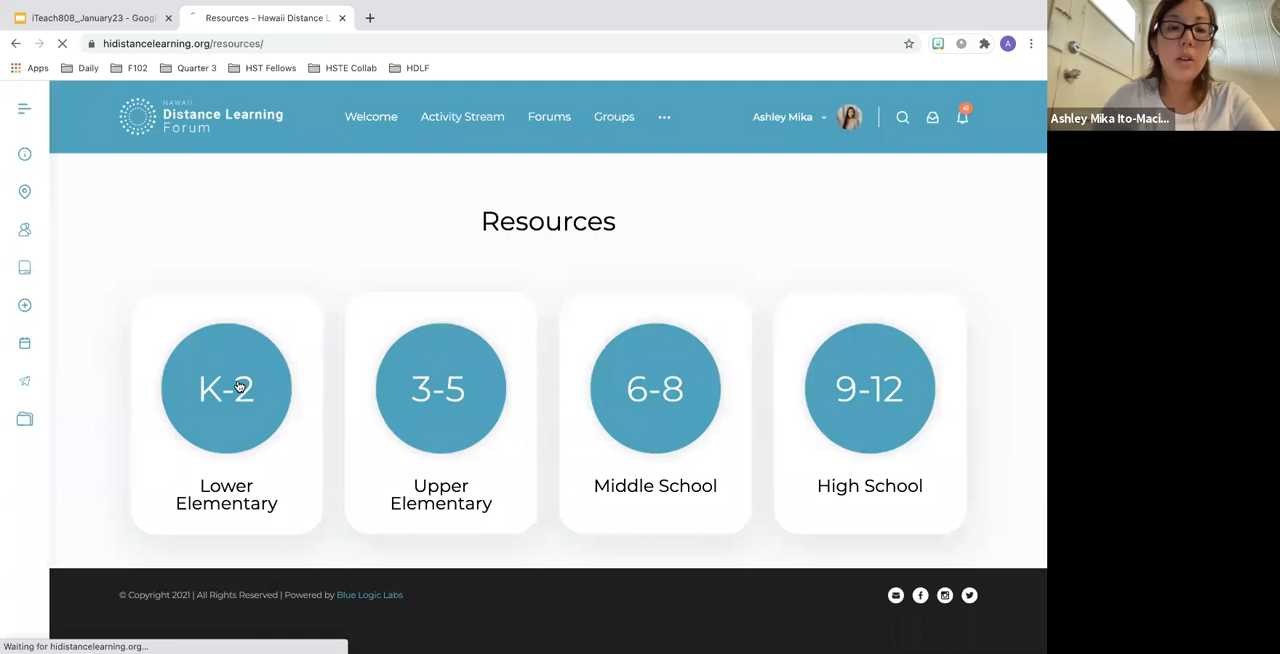 iTeach808_January23 - Goog
Resources - Hawaii Distance L
hidistancelearning.org/resources/
A
Apps
Daily
F102
Quarter 3
HST Fellows
HSTE Collab
HDLF
HAWAII
Distance Learning
Forum
Welcome
Activity Stream
Forums
Groups
Ashley Mika
Ashley Mika Ito-Maci...
Resources
K-2
3-5
6-8
9-12
Lower
Elementary
Upper
Elementary
Middle School
High School
© Copyright 2021 | All Rights Reserved | Powered by Blue Logic Labs
Waiting for hidistancelearning.org...